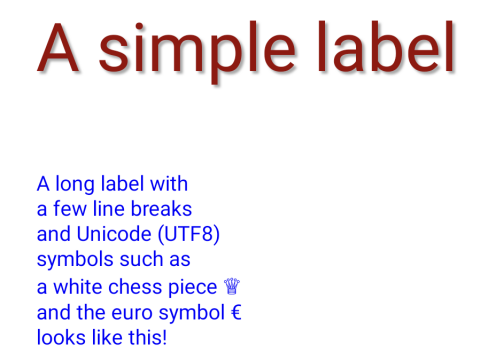 A simple label
A long label with
a few line breaks
and Unicode (UTF8)
symbols such as
a white chess piece ♕
and the euro symbol €
looks like this!